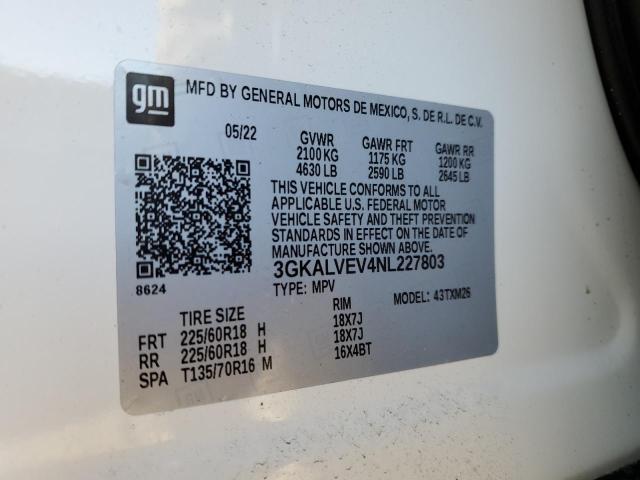 gm
MFD BY GENERAL MOTORS DE MEXICO, S. DE R.L. DE C.V.
05/22 GVWR GAWR FRT GAWR RR
2100 KG 1175 KG 1200 KG
4630 LB 2590 LB 2645 LB
THIS VEHICLE CONFORMS TO ALL
APPLICABLE U.S. FEDERAL MOTOR
VEHICLE SAFETY AND THEFT PREVENTION
STANDARDS IN EFFECT ON THE DATE OF
MANUFACTURE SHOWN ABOVE.
3GKALVEV4NL227803
8624
TYPE: MPV MODEL: 43TXM26
TIRE SIZE RIM
FRT 225/60R18 H 18X7J
RR 225/60R18 H 18X7J
SPA T135/70R16 M 16X4BT